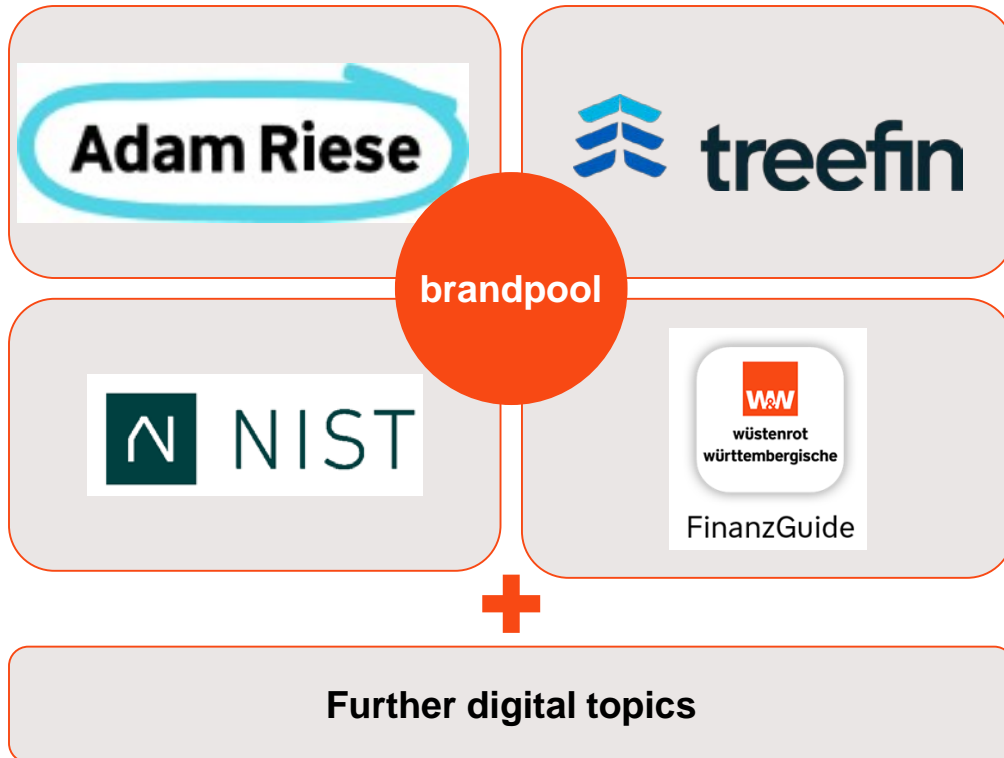 Adam Riese
treefin
brandpool
NIST
W&W
wüstenrot
württembergische
FinanzGuide
Further digital topics